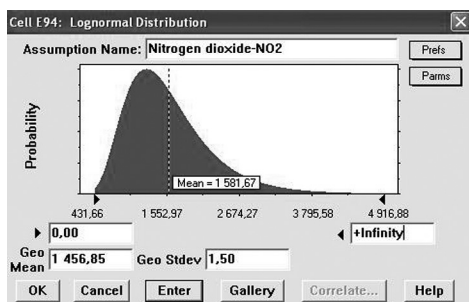 Cell E94: Lognormal Distribution
Assumption Name: Nitrogen dioxide-NO2
Prefs
Parms
Probability
Mean = 1 581,67
431,66 1 552,97 2 674,27 3 795,58 4 916,88
0,00 +Infinity
Geo Mean 1 456,85 Geo Stdev 1,50
OK Cancel Enter Gallery Correlate... Help